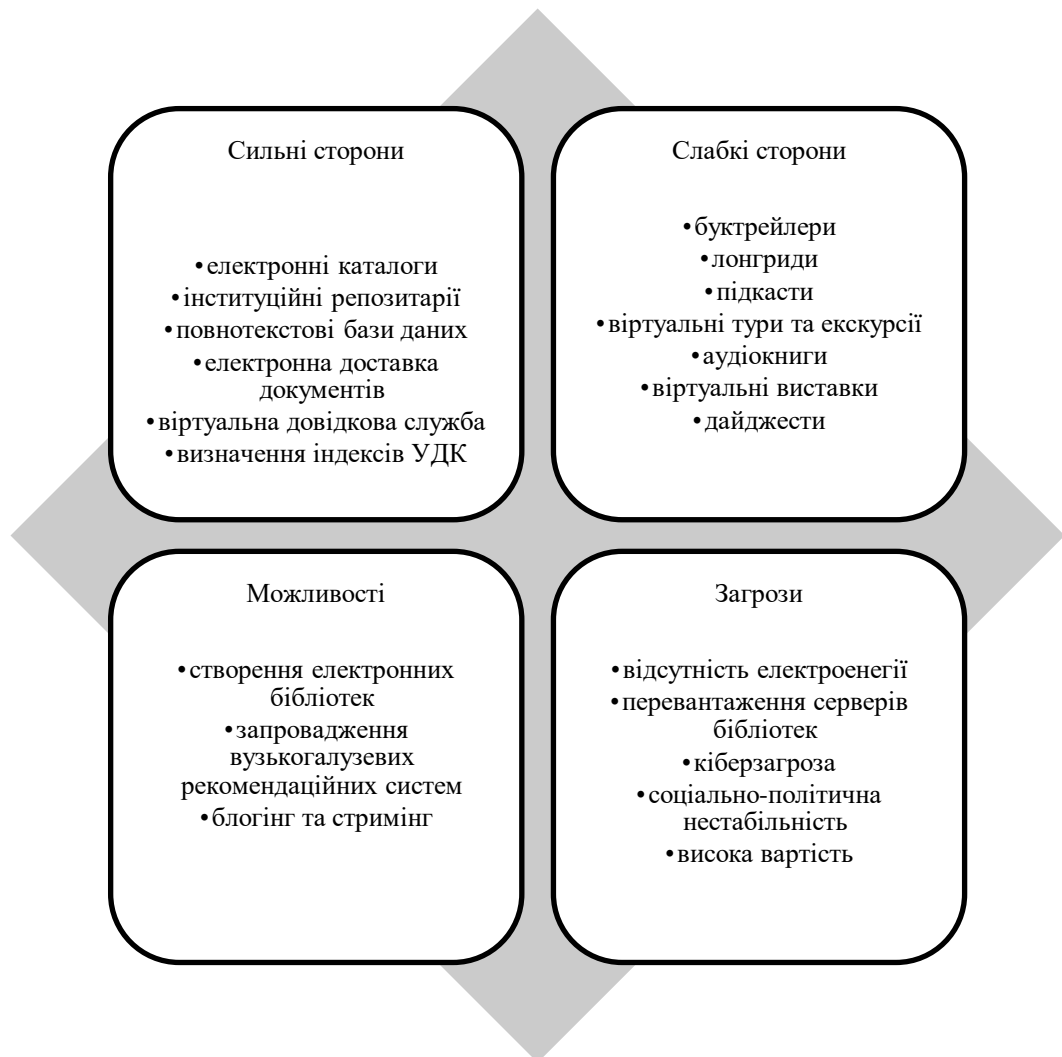 Сильні сторони
•електронні каталоги
•інституційні репозитарії
•повнотекстові бази даних
•електронна доставка
документів
•віртуальна довідкова служба
•визначення індексів УДК
Слабкі сторони
•буктрейлери
•лонгриди
•підкасти
•віртуальні тури та екскурсії
•аудіокниги
•віртуальні виставки
•дайджести
Можливості
•створення електронних
бібліотек
•запровадження
вузькогалузевих
рекомендаційних систем
•блогінг та стримінг
Загрози
•відсутність електроенегії
•перевантаження серверів
бібліотек
•кіберзагроза
•соціально-політична
нестабільність
•висока вартість